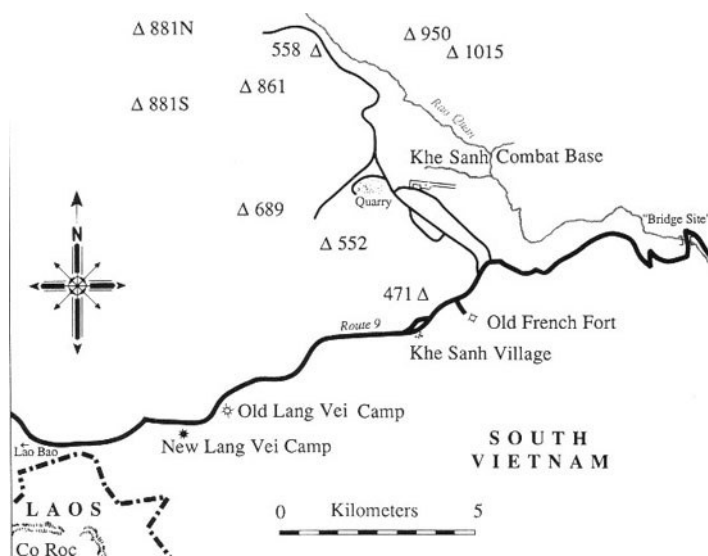 Δ 881N
558 Δ
Δ 950
Δ 1015
Δ 861
Δ 881S
Rao Quan
Khe Sanh Combat Base
Quarry
N
Δ 689
Δ 552
"Bridge Site"
471 Δ
Route 9
Old French Fort
Khe Sanh Village
Old Lang Vei Camp
New Lang Vei Camp
SOUTH
VIETNAM
←
Lao Bao
LAOS
0 Kilometers 5
Co Roc